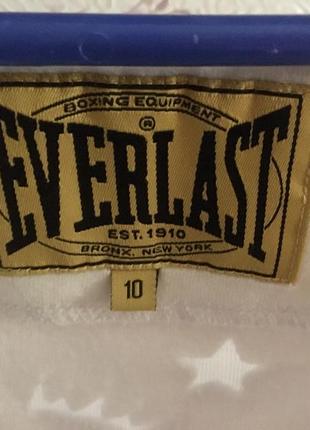 BOXING EQUIPMENT
®
EVERLAST
EST. 1910
BRONX, NEW YORK
10